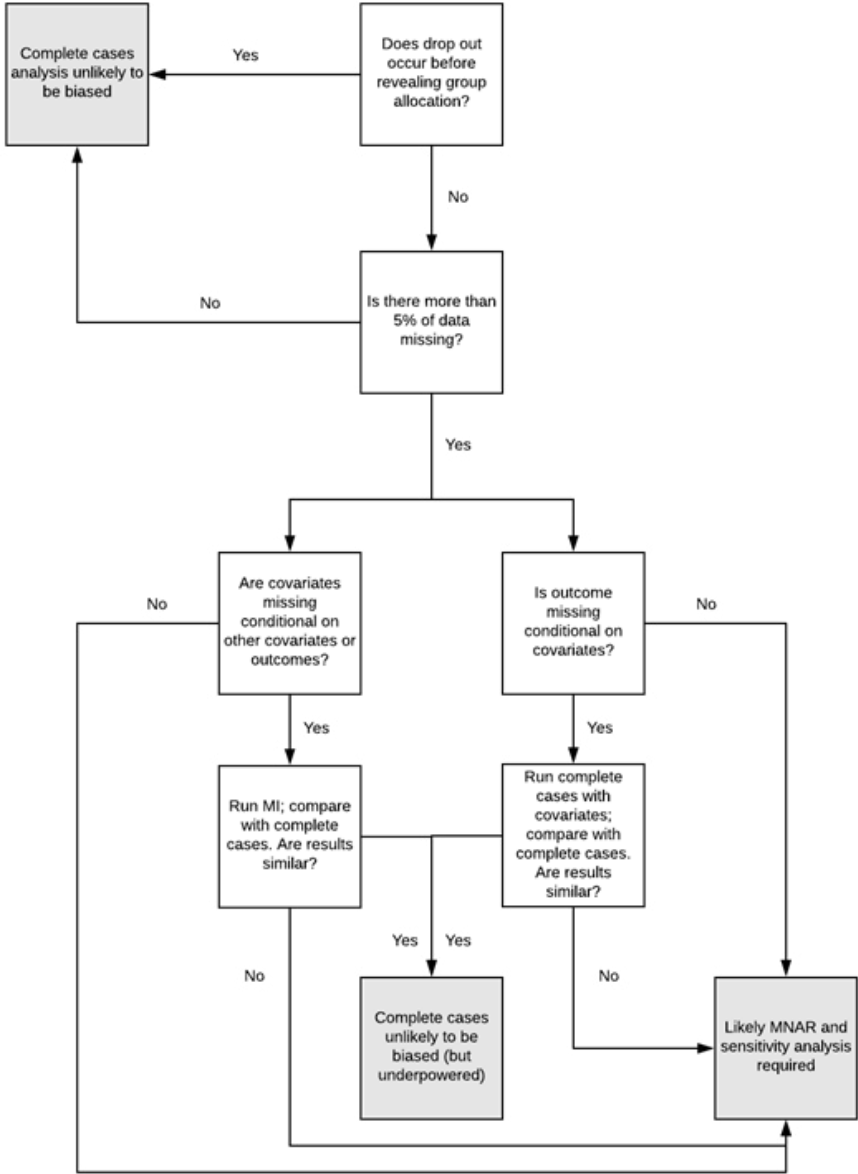 Complete cases
analysis unlikely to
be biased
Yes
Does drop out
occur before
revealing group
allocation?
No
No
Is there more than
5% of data
missing?
Yes
No
Are covariates
missing
conditional on
other covariates or
outcomes?
Is outcome
missing
conditional on
covariates?
No
Yes
Yes
Run MI; compare
with complete
cases. Are results
similar?
Run complete
cases with
covariates;
compare with
complete cases.
Are results
similar?
Yes
Yes
No
No
Complete cases
unlikely to be
biased (but
underpowered)
Likely MNAR and
sensitivity analysis
required